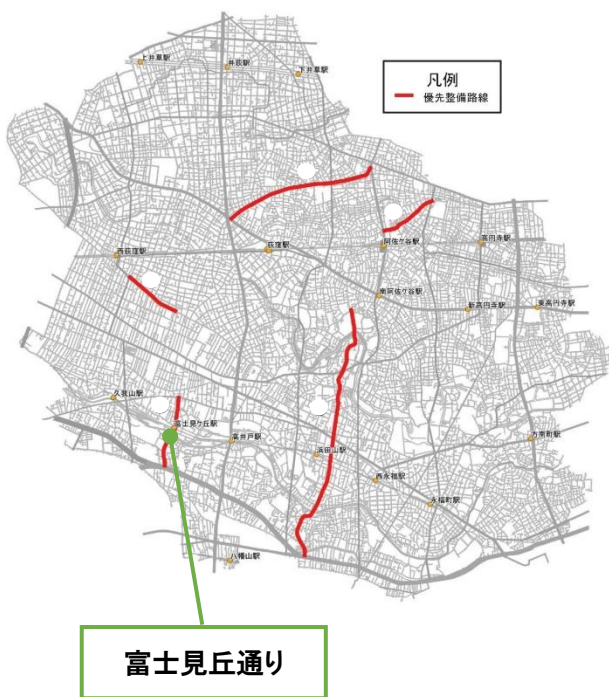 上井草駅
井荻駅
下井草駅
凡例
優先整備路線
西荻窪駅
荻窪駅
阿佐ケ谷駅
高円寺駅
南阿佐ケ谷駅
新高円寺駅
東高円寺駅
久我山駅
富士見ケ丘駅
高井戸駅
浜田山駅
西永福駅
永福町駅
方南町駅
八幡山駅
富士見丘通り